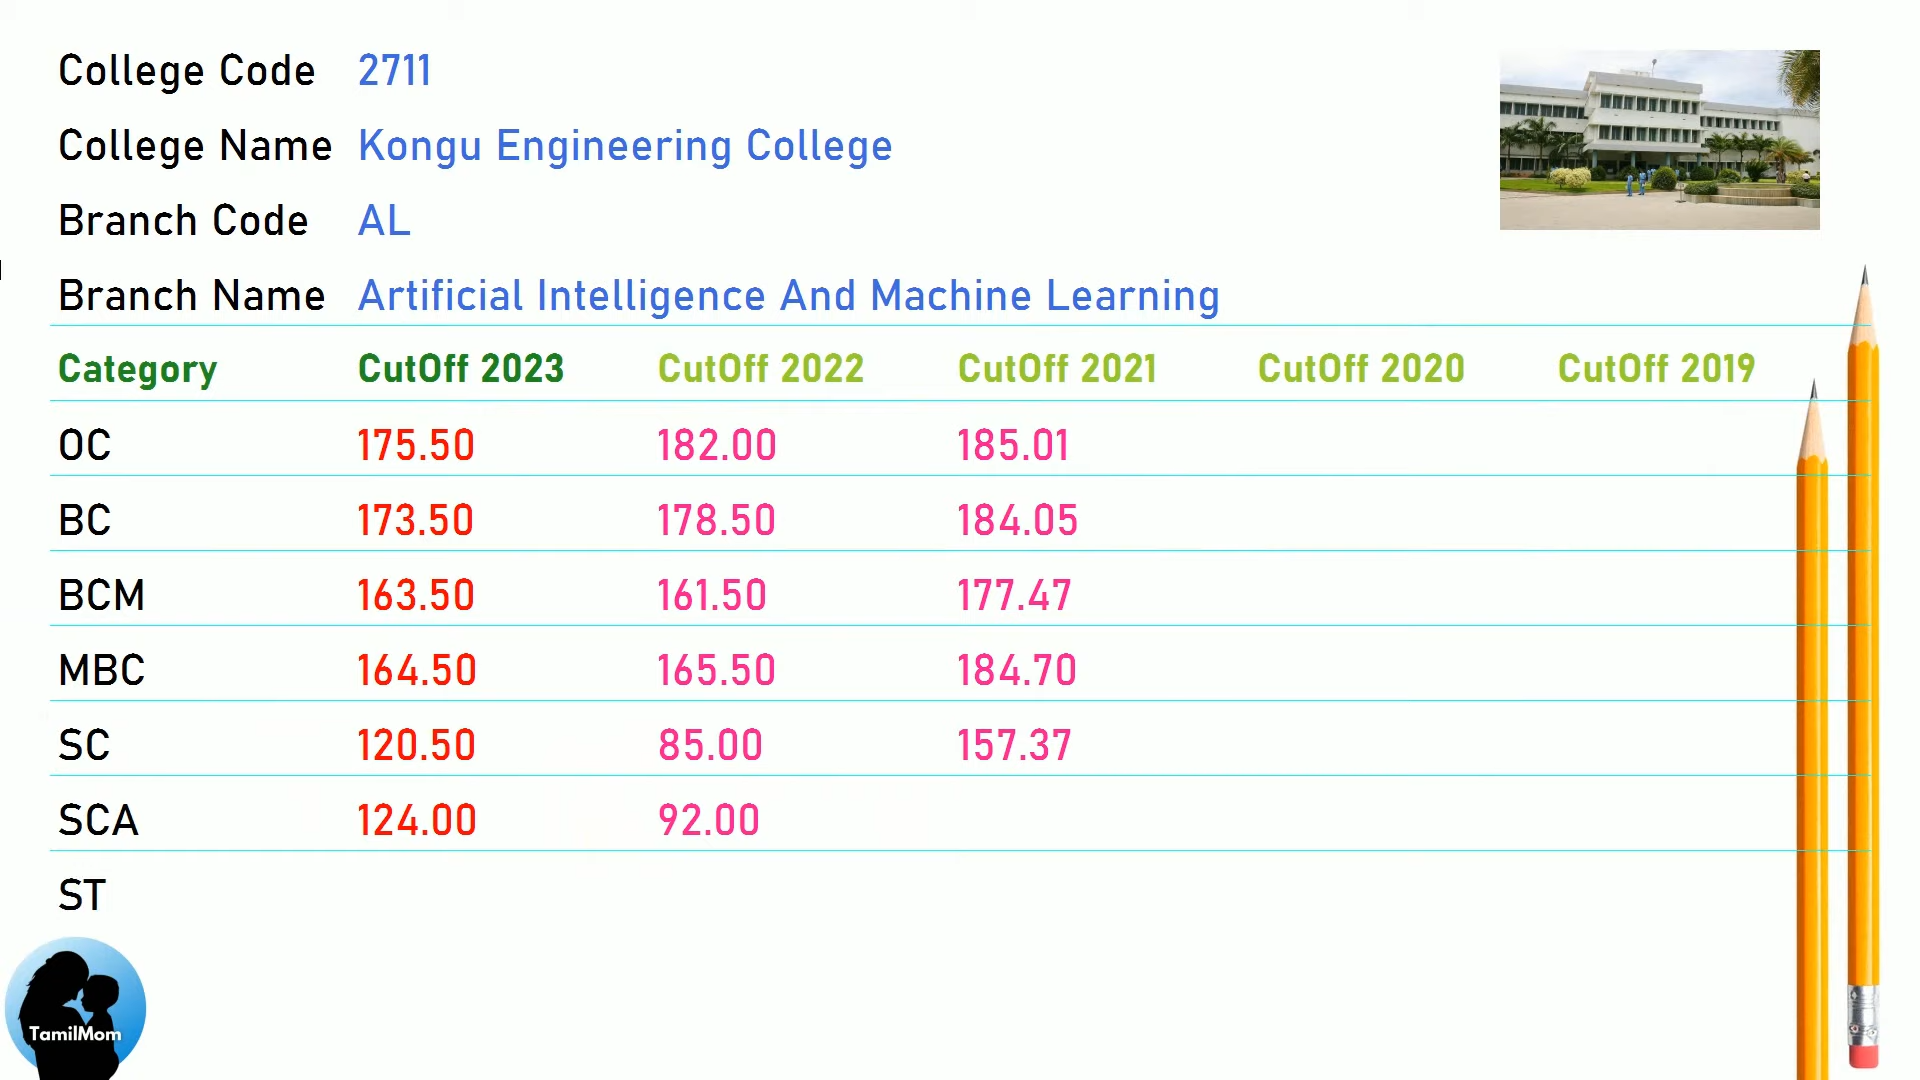 College Code 2711
College Name Kongu Engineering College
Branch Code AL
Branch Name Artificial Intelligence And Machine Learning
Category CutOff 2023 CutOff 2022 CutOff 2021 CutOff 2020 CutOff 2019
OC 175.50 182.00 185.01
BC 173.50 178.50 184.05
BCM 163.50 161.50 177.47
MBC 164.50 165.50 184.70
SC 120.50 85.00 157.37
SCA 124.00 92.00
ST
TamilMom